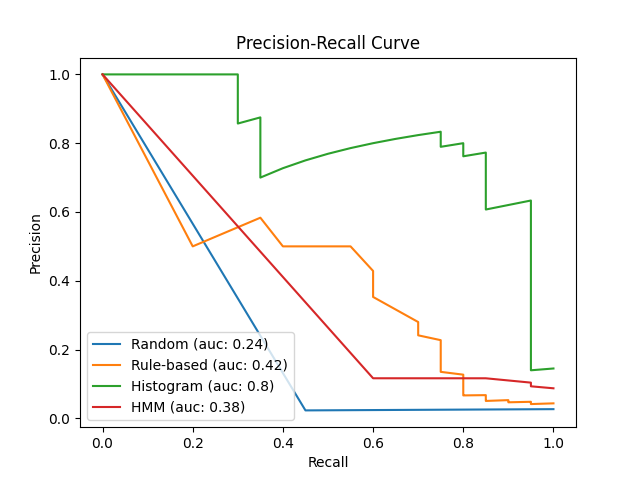 Precision-Recall Curve
Precision
1.0
0.8
0.6
0.4
0.2
0.0
Random (auc: 0.24)
Rule-based (auc: 0.42)
Histogram (auc: 0.8)
HMM (auc: 0.38)
0.0 0.2 0.4 0.6 0.8 1.0
Recall